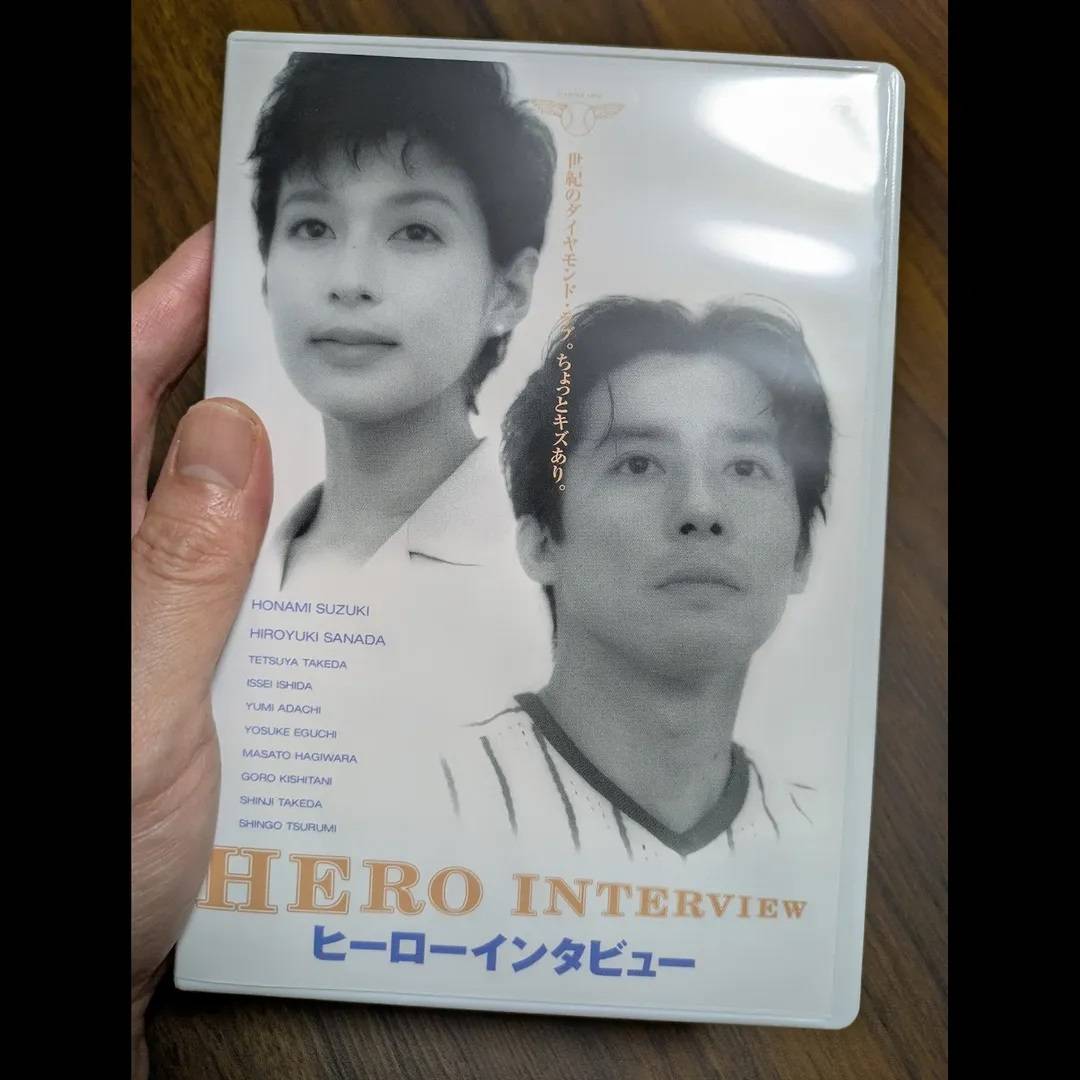 世紀のダイヤモンド・ラブ。ちょっとキズあり。
HONAMI SUZUKI
HIROYUKI SANADA
TETSUYA TAKEDA
ISSEI ISHIDA
YUMI ADACHI
YOSUKE EGUCHI
MASATO HAGIWARA
GORO KISHITANI
SHINJI TAKEDA
SHINGO TSURUMI
HERO INTERVIEW
ヒーローインタビュー